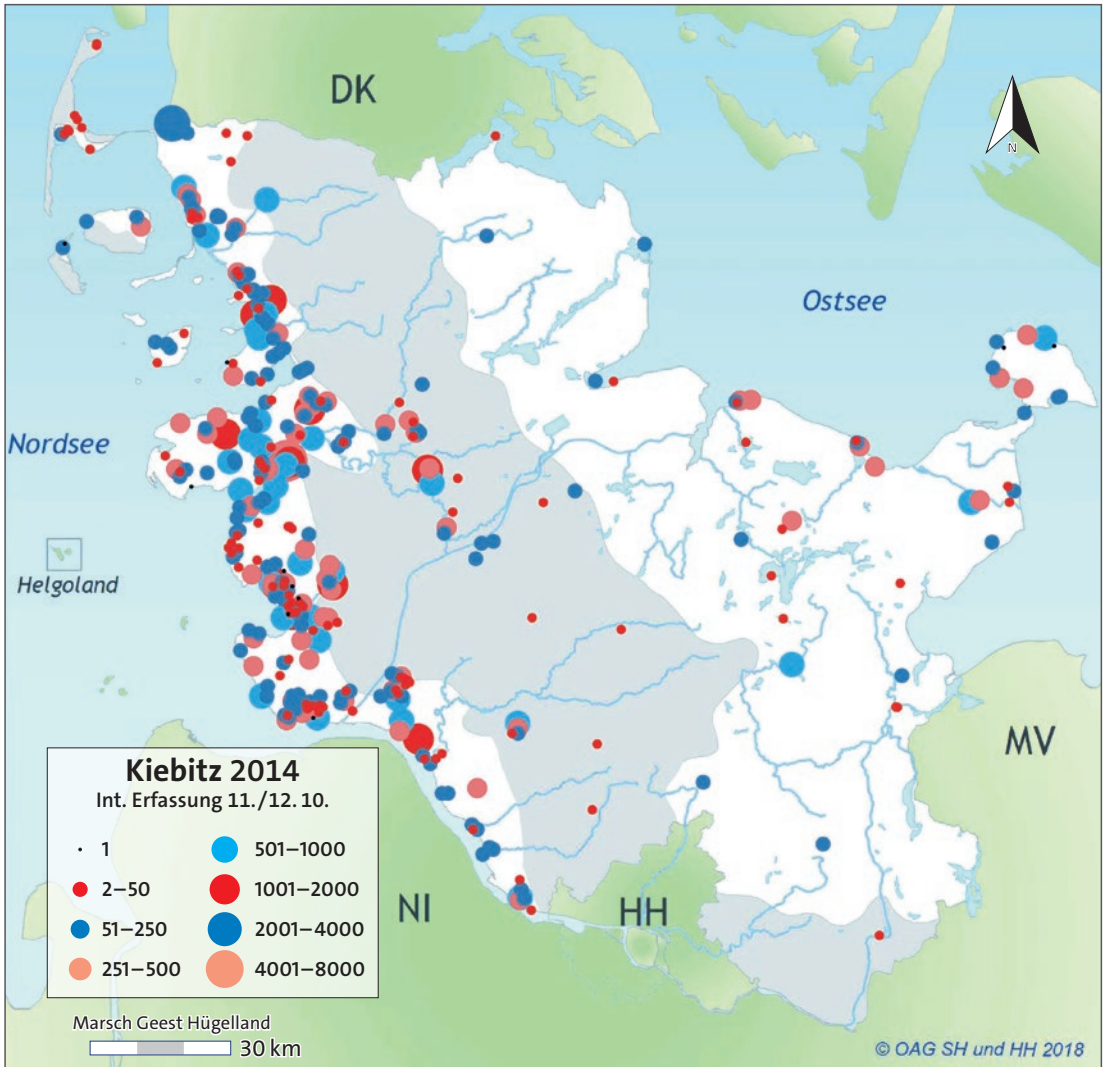 DK
N
Ostsee
Nordsee
Helgoland
MV
Kiebitz 2014
Int. Erfassung 11./12. 10.
1
501–1000
2–50
1001–2000
51–250
2001–4000
251–500
4001–8000
NI
HH
Marsch Geest Hügelland
30 km
© OAG SH und HH 2018